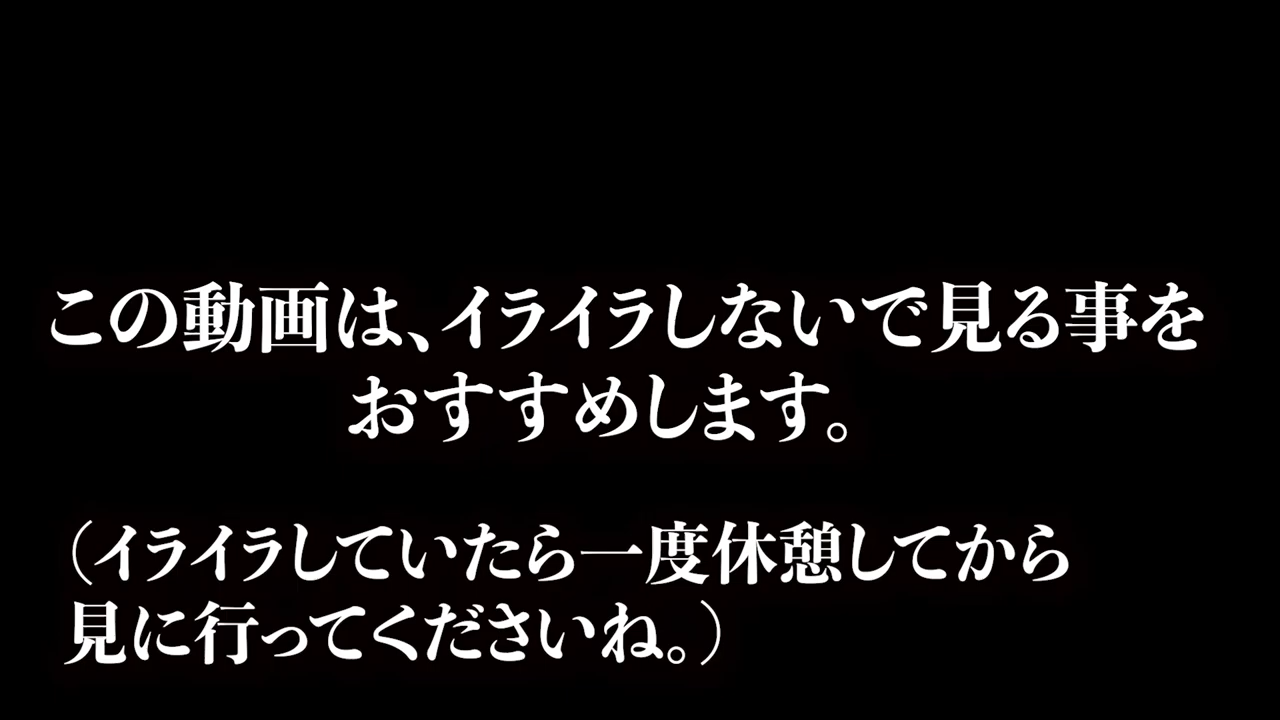 この動画は、イライラしないで見る事を
おすすめします。
（イライラしていたら一度休憩してから
見に行ってくださいね。）